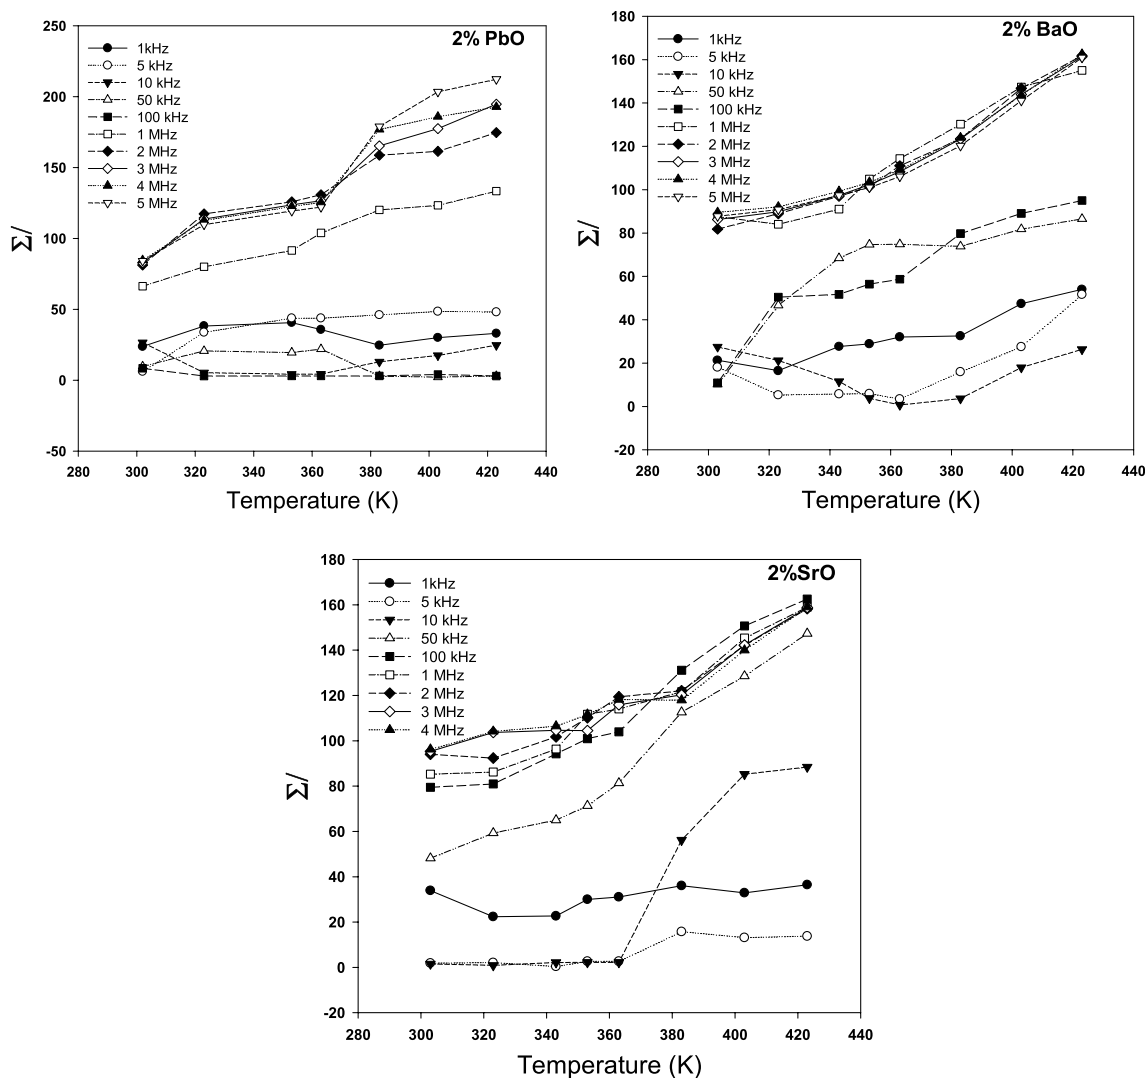 2% PbO
250
200
150
100
50
0
-50
1kHz
5 kHz
10 kHz
50 kHz
100 kHz
1 MHz
2 MHz
3 MHz
4 MHz
5 MHz
Σ/
280 300 320 340 360 380 400 420 440
Temperature (K)
2% BaO
180
160
140
120
100
80
60
40
20
0
-20
1kHz
5 kHz
10 kHz
50 kHz
100 kHz
1 MHz
2 MHz
3 MHz
4 MHz
5 MHz
Σ/
280 300 320 340 360 380 400 420 440
Temperature (K)
2%SrO
180
160
140
120
100
80
60
40
20
0
-20
1kHz
5 kHz
10 kHz
50 kHz
100 kHz
1 MHz
2 MHz
3 MHz
4 MHz
Σ/
280 300 320 340 360 380 400 420 440
Temperature (K)